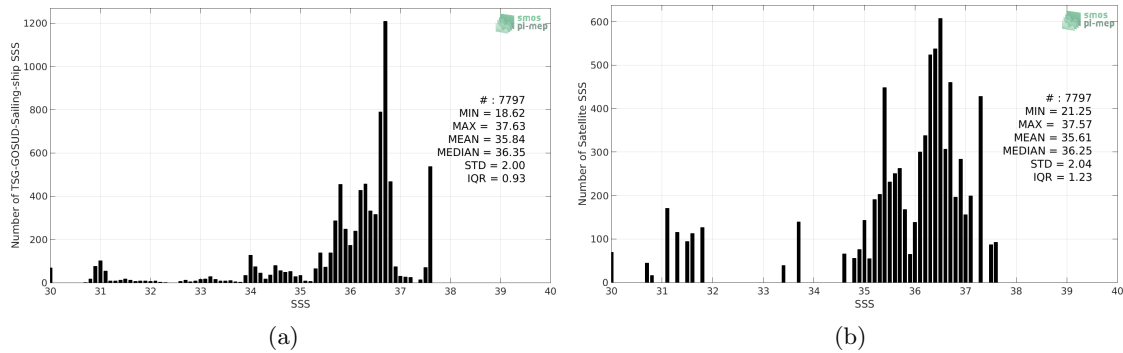 Number of TSG-GOSUD-Sailing-ship SSS
1200
1000
800
600
400
200
0
30 31 32 33 34 35 36 37 38 39 40
SSS
smos
pi-mep
# : 7797
MIN = 18.62
MAX = 37.63
MEAN = 35.84
MEDIAN = 36.35
STD = 2.00
IQR = 0.93
(a)
Number of Satellite SSS
600
500
400
300
200
100
0
30 31 32 33 34 35 36 37 38 39 40
SSS
smos
pi-mep
# : 7797
MIN = 21.25
MAX = 37.57
MEAN = 35.61
MEDIAN = 36.25
STD = 2.04
IQR = 1.23
(b)